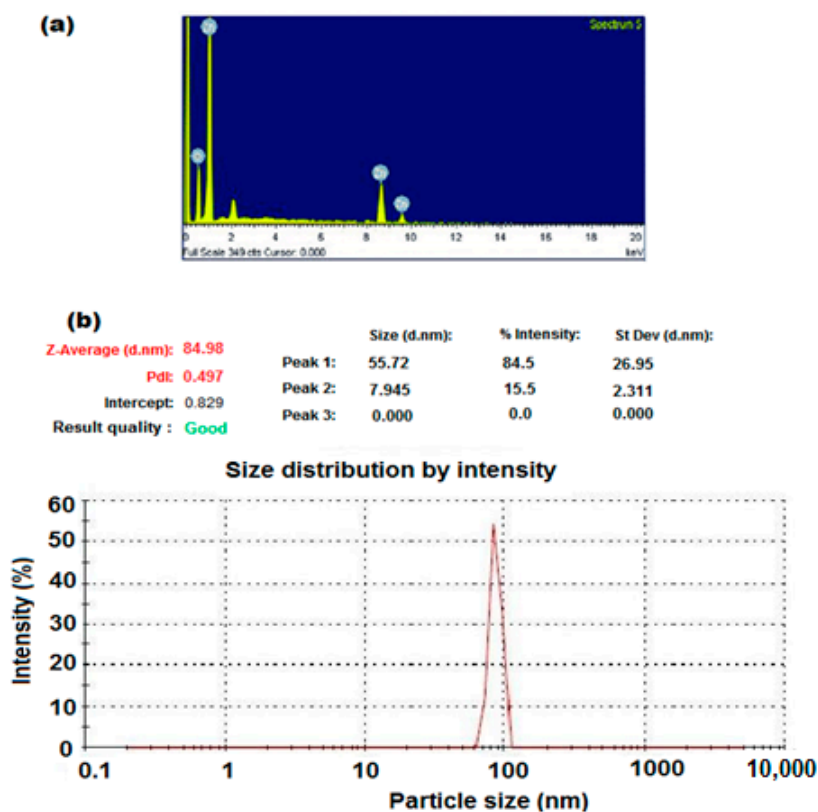 (a)
Spectrum 5
Zn
O
Zn
Zn
0 2 4 6 8 10 12 14 16 18 20
Full Scale 349 cts Cursor: 0.000 keV
(b)
Z-Average (d.nm): 84.98
PdI: 0.497
Intercept: 0.829
Result quality : Good
Size (d.nm): % Intensity: St Dev (d.nm):
Peak 1: 55.72 84.5 26.95
Peak 2: 7.945 15.5 2.311
Peak 3: 0.000 0.0 0.000
Size distribution by intensity
Intensity (%)
60
50
40
30
20
10
0
0.1 1 10 100 1000 10,000
Particle size (nm)